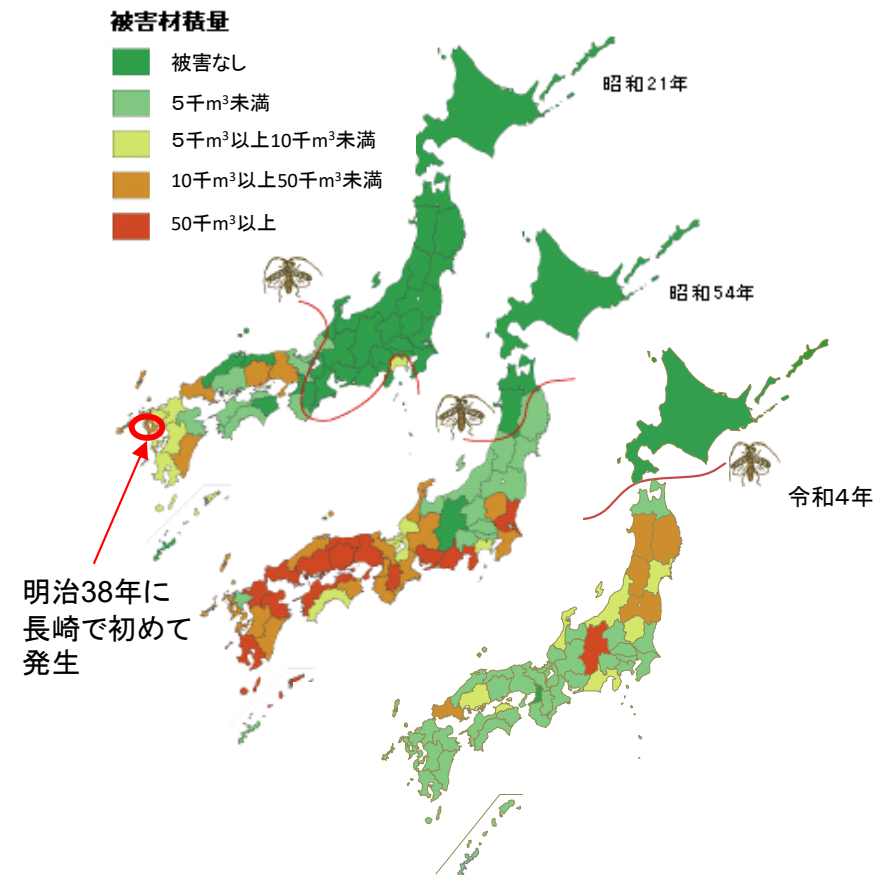 被害材積量
被害なし
５千m³未満
５千m³以上10千m³未満
10千m³以上50千m³未満
50千m³以上
昭和21年
昭和54年
令和４年
明治38年に
長崎で初めて
発生